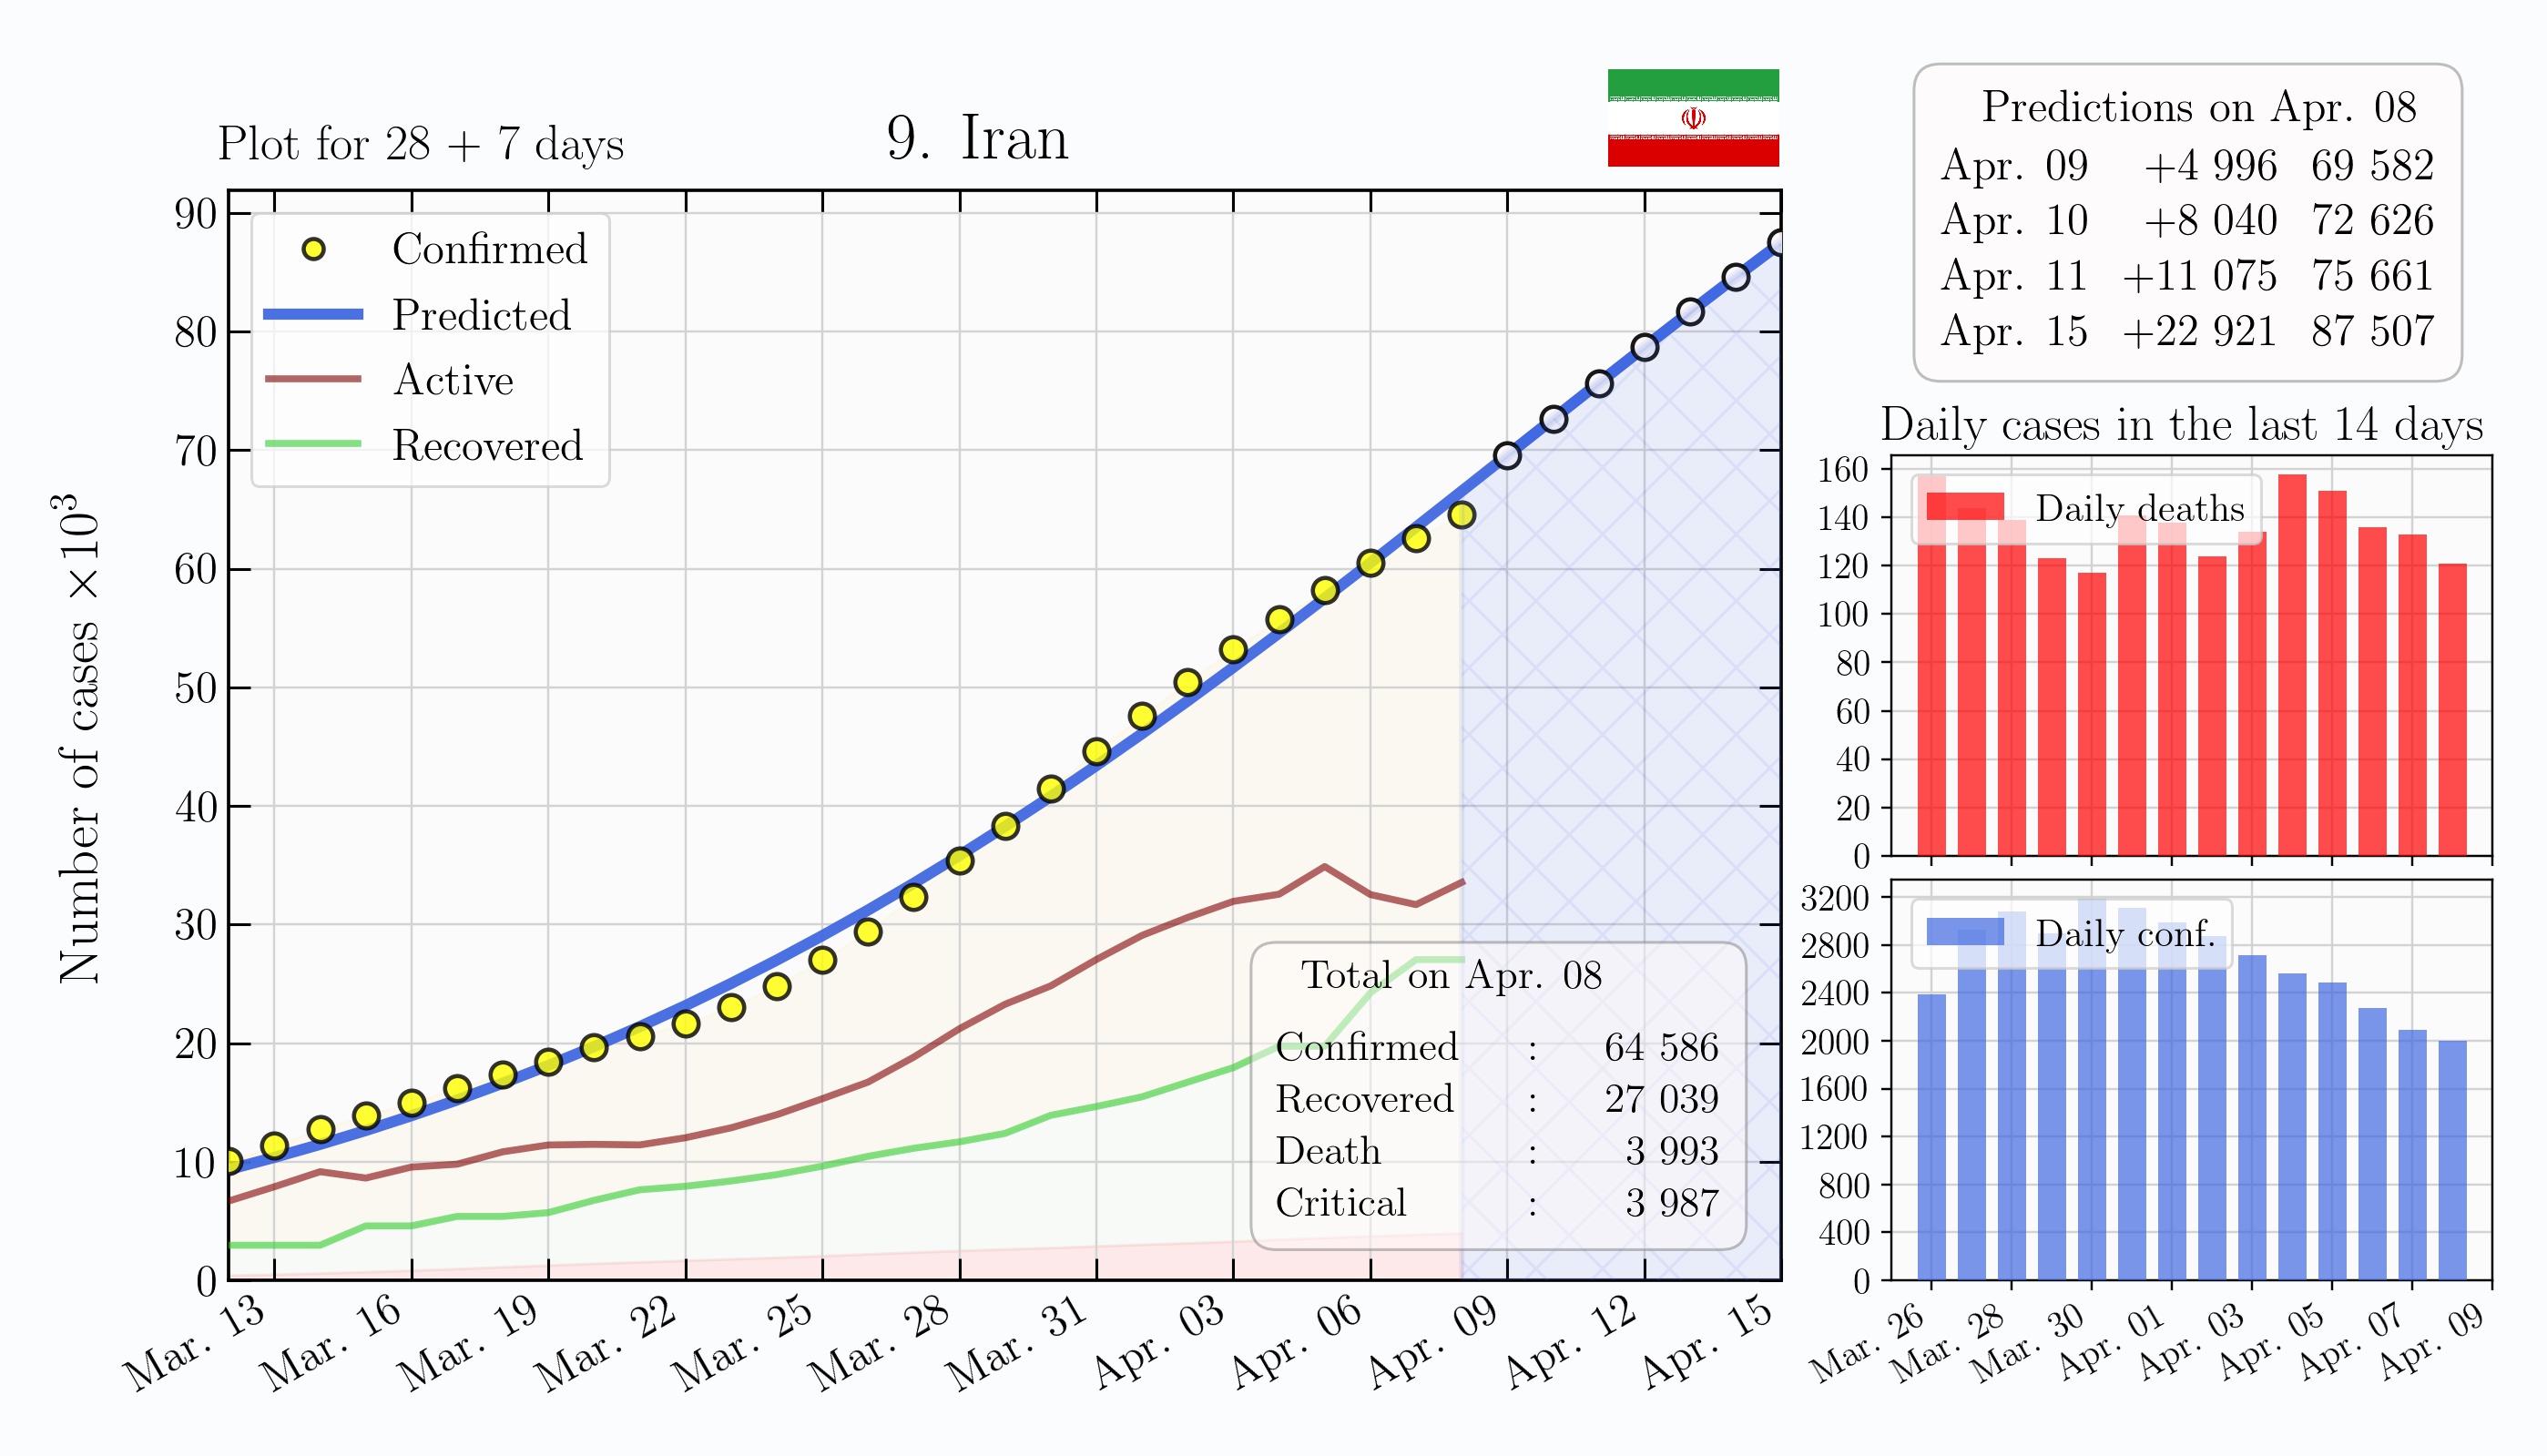 Plot for 28 + 7 days
9. Iran
Number of cases ×10³
90
80
70
60
50
40
30
20
10
0
Confirmed
Predicted
Active
Recovered
Total on Apr. 08
Confirmed : 64 586
Recovered : 27 039
Death : 3 993
Critical : 3 987
Mar. 13
Mar. 16
Mar. 19
Mar. 22
Mar. 25
Mar. 28
Mar. 31
Apr. 03
Apr. 06
Apr. 09
Apr. 12
Apr. 15
Predictions on Apr. 08
Apr. 09 +4 996 69 582
Apr. 10 +8 040 72 626
Apr. 11 +11 075 75 661
Apr. 15 +22 921 87 507
Daily cases in the last 14 days
160
140
120
100
80
60
40
20
0
Daily deaths
3200
2800
2400
2000
1600
1200
800
400
0
Daily conf.
Mar. 26
Mar. 28
Mar. 30
Apr. 01
Apr. 03
Apr. 05
Apr. 07
Apr. 09